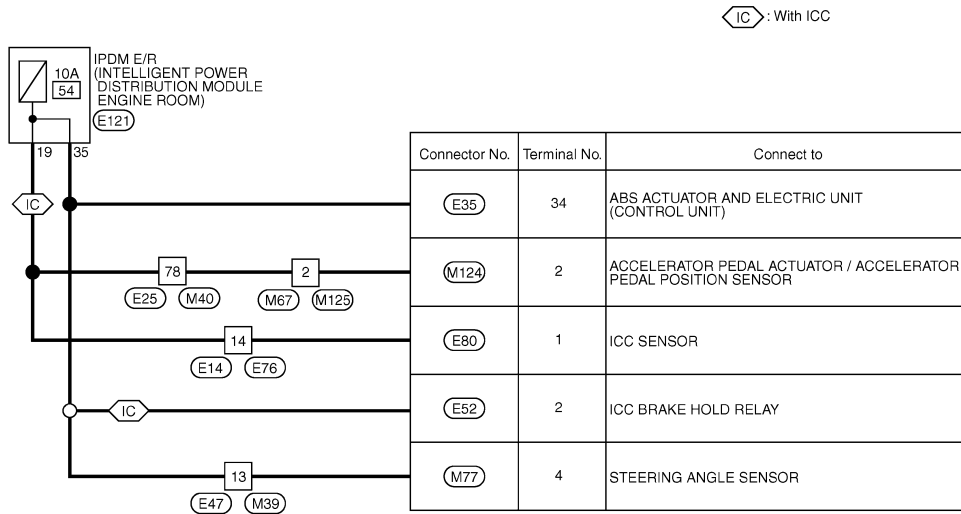 IC : With ICC
IPDM E/R
(INTELLIGENT POWER
DISTRIBUTION MODULE
ENGINE ROOM)
10A
54
E121
19 35
Connector No. Terminal No. Connect to
IC
E35 34 ABS ACTUATOR AND ELECTRIC UNIT
(CONTROL UNIT)
78 2
E25 M40 M67 M125
M124 2 ACCELERATOR PEDAL ACTUATOR / ACCELERATOR
PEDAL POSITION SENSOR
14
E14 E76
E80 1 ICC SENSOR
IC
E52 2 ICC BRAKE HOLD RELAY
13
E47 M39
M77 4 STEERING ANGLE SENSOR